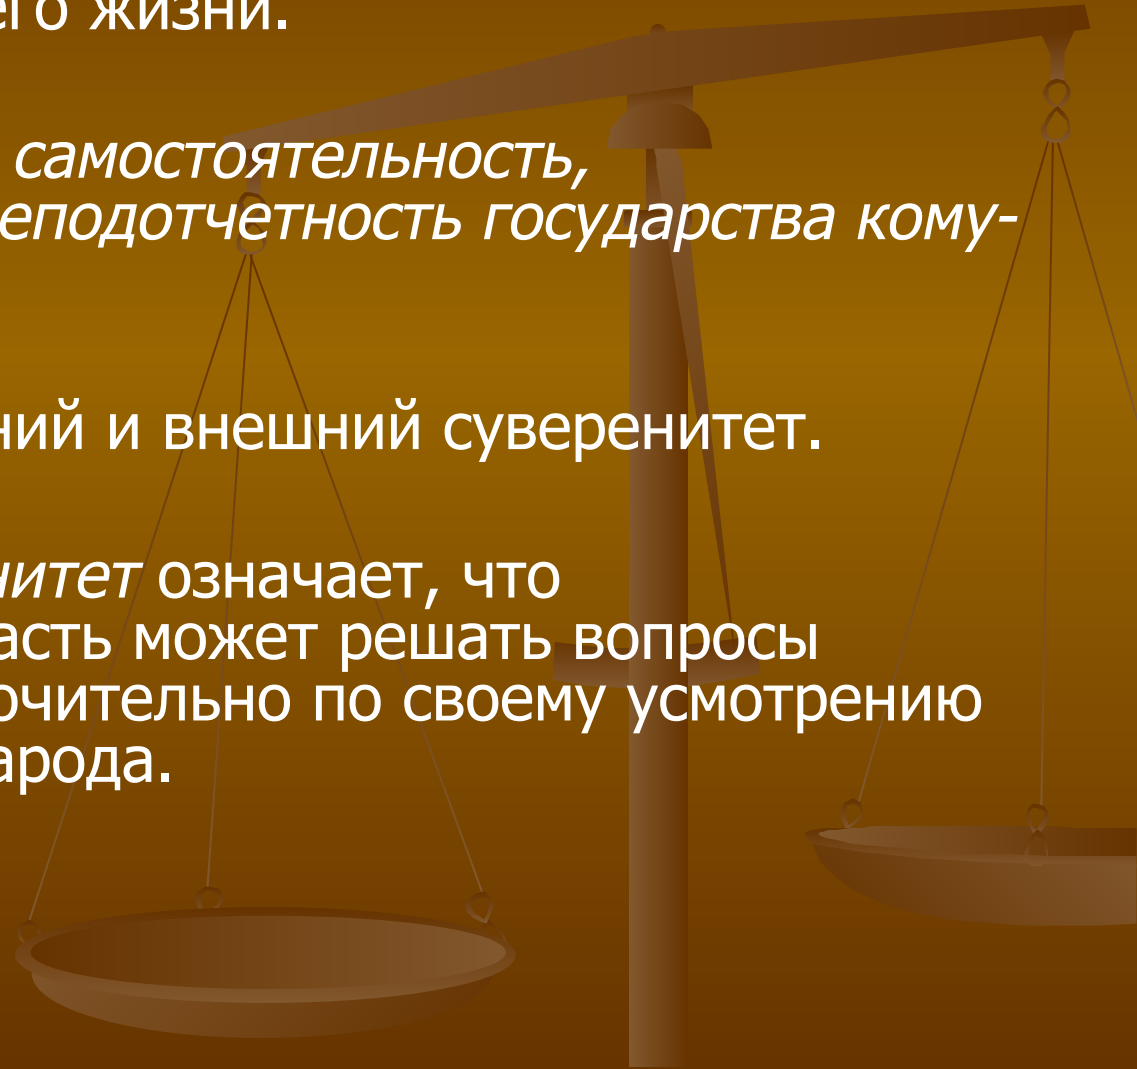 его жизни.
самостоятельность,
еподотчетность государства кому-
ний и внешний суверенитет.
нитет означает, что
асть может решать вопросы
очительно по своему усмотрению
арода.